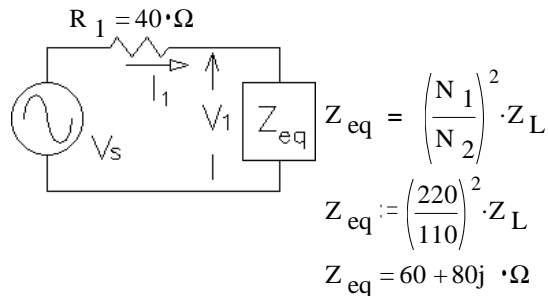 R 1 = 40·Ω
I1
V1
Vs
Zeq
Z eq = (N 1 / N 2)² · Z L
Z eq := (220 / 110)² · Z L
Z eq = 60 + 80j ·Ω